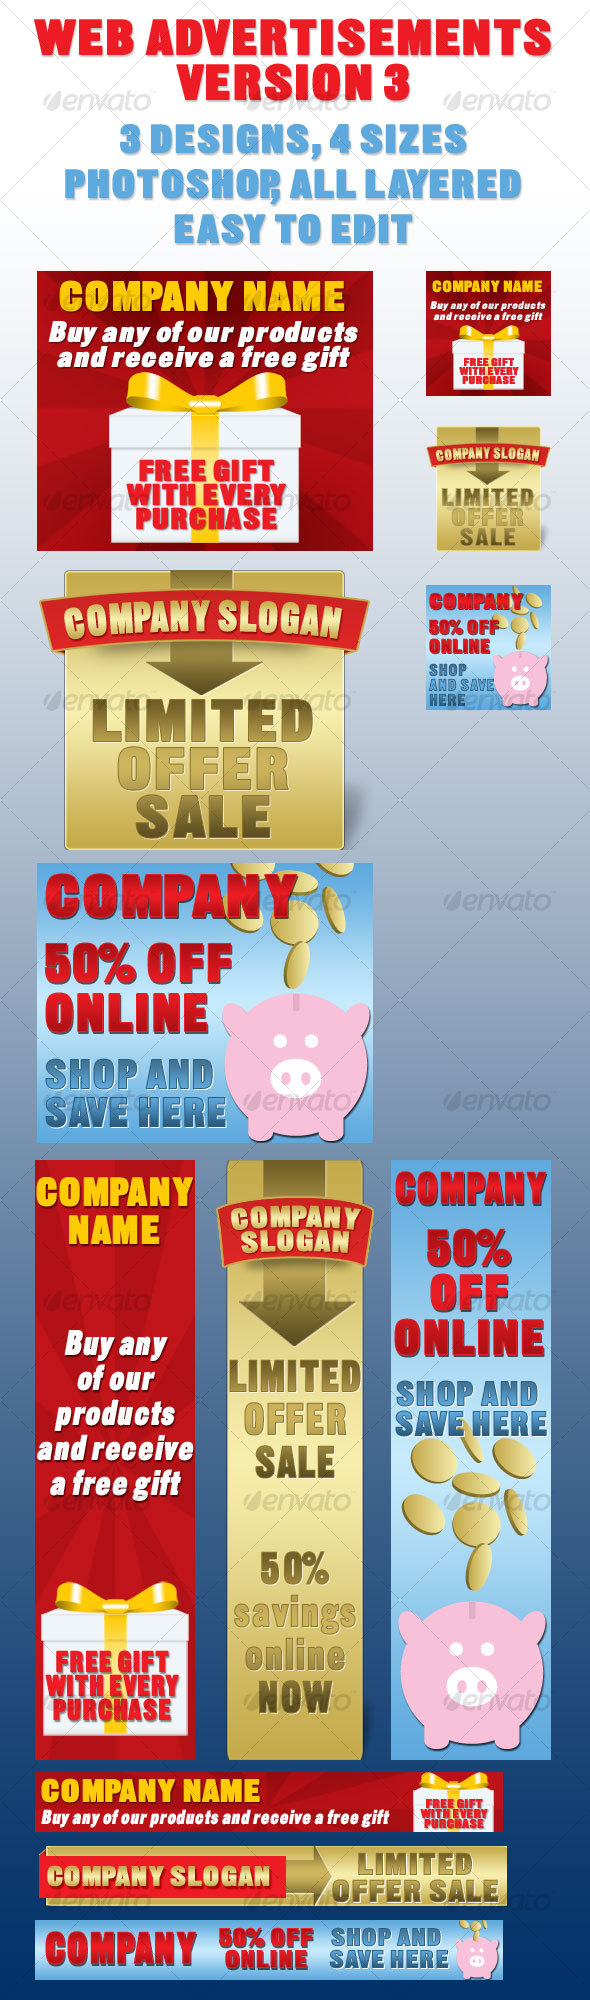 WEB ADVERTISEMENTS
VERSION 3
3 DESIGNS, 4 SIZES
PHOTOSHOP, ALL LAYERED
EASY TO EDIT
COMPANY NAME
Buy any of our products
and receive a free gift
FREE GIFT
WITH EVERY
PURCHASE
COMPANY NAME
Buy any of our products
and receive a free gift
FREE GIFT
WITH EVERY
PURCHASE
COMPANY SLOGAN
LIMITED
OFFER
SALE
COMPANY SLOGAN
LIMITED
OFFER
SALE
COMPANY
50% OFF
ONLINE
SHOP
AND SAVE
HERE
COMPANY
50% OFF
ONLINE
SHOP AND
SAVE HERE
COMPANY
NAME
Buy any
of our
products
and receive
a free gift
FREE GIFT
WITH EVERY
PURCHASE
COMPANY
SLOGAN
LIMITED
OFFER
SALE
50%
savings
online
NOW
COMPANY
50%
OFF
ONLINE
SHOP AND
SAVE HERE
COMPANY NAME
Buy any of our products and receive a free gift
FREE GIFT
WITH EVERY
PURCHASE
COMPANY SLOGAN
LIMITED
OFFER SALE
COMPANY
50% OFF
ONLINE
SHOP AND
SAVE HERE
envato